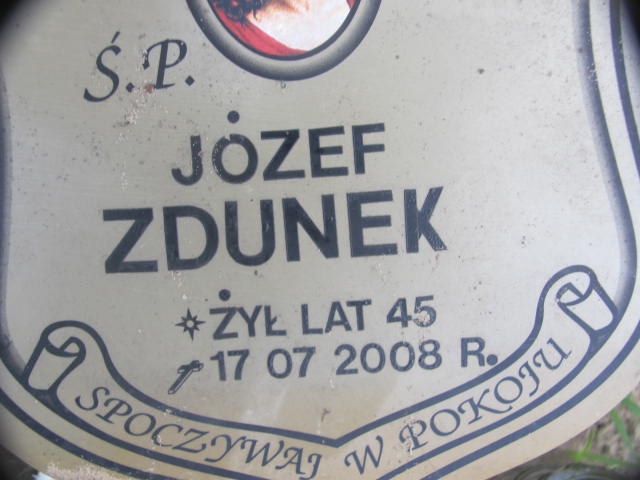 Ś.P.
JÓZEF
ZDUNEK
ŻYŁ LAT 45
17 07 2008 R.
SPOCZYWAJ W POKOJU